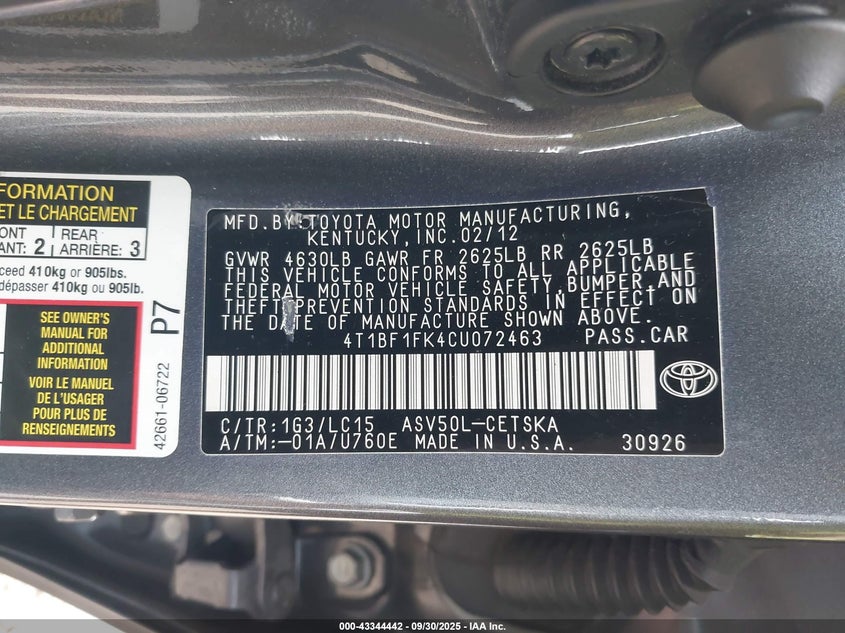 FORMATION
ET LE CHARGEMENT
ONT
ANT: 2
REAR
ARRIÈRE: 3
ceed 410kg or 905lbs.
dépasser 410kg ou 905lb.
SEE OWNER'S
MANUAL FOR
ADDITIONAL
INFORMATION
VOIR LE MANUEL
DE L'USAGER
POUR PLUS DE
RENSEIGNEMENTS
P7
42661-06722
MFD.BY: TOYOTA MOTOR MANUFACTURING,
KENTUCKY, INC. 02/12
GVWR 4630LB GAWR FR 2625LB RR 2625LB
THIS VEHICLE CONFORMS TO ALL APPLICABLE
FEDERAL MOTOR VEHICLE SAFETY, BUMPER, AND
THEFT PREVENTION STANDARDS IN EFFECT ON
THE DATE OF MANUFACTURE SHOWN ABOVE.
4T1BF1FK4CU072463 PASS.CAR
C/TR:1G3/LC15 ASV50L-CETSKA
A/TM:-01A/U760E MADE IN U.S.A. 30926
000-43344442 - 09/30/2025 - IAA Inc.